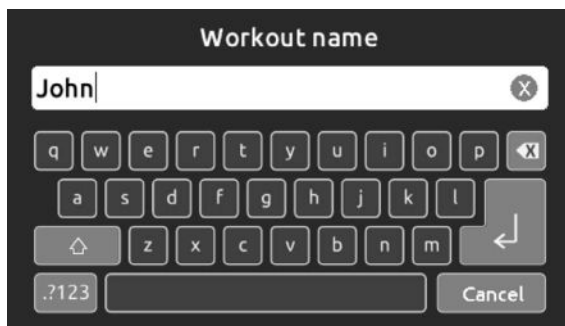 Workout name
John
q w e r t y u i o p
a s d f g h j k l
z x c v b n m
.?123 Cancel